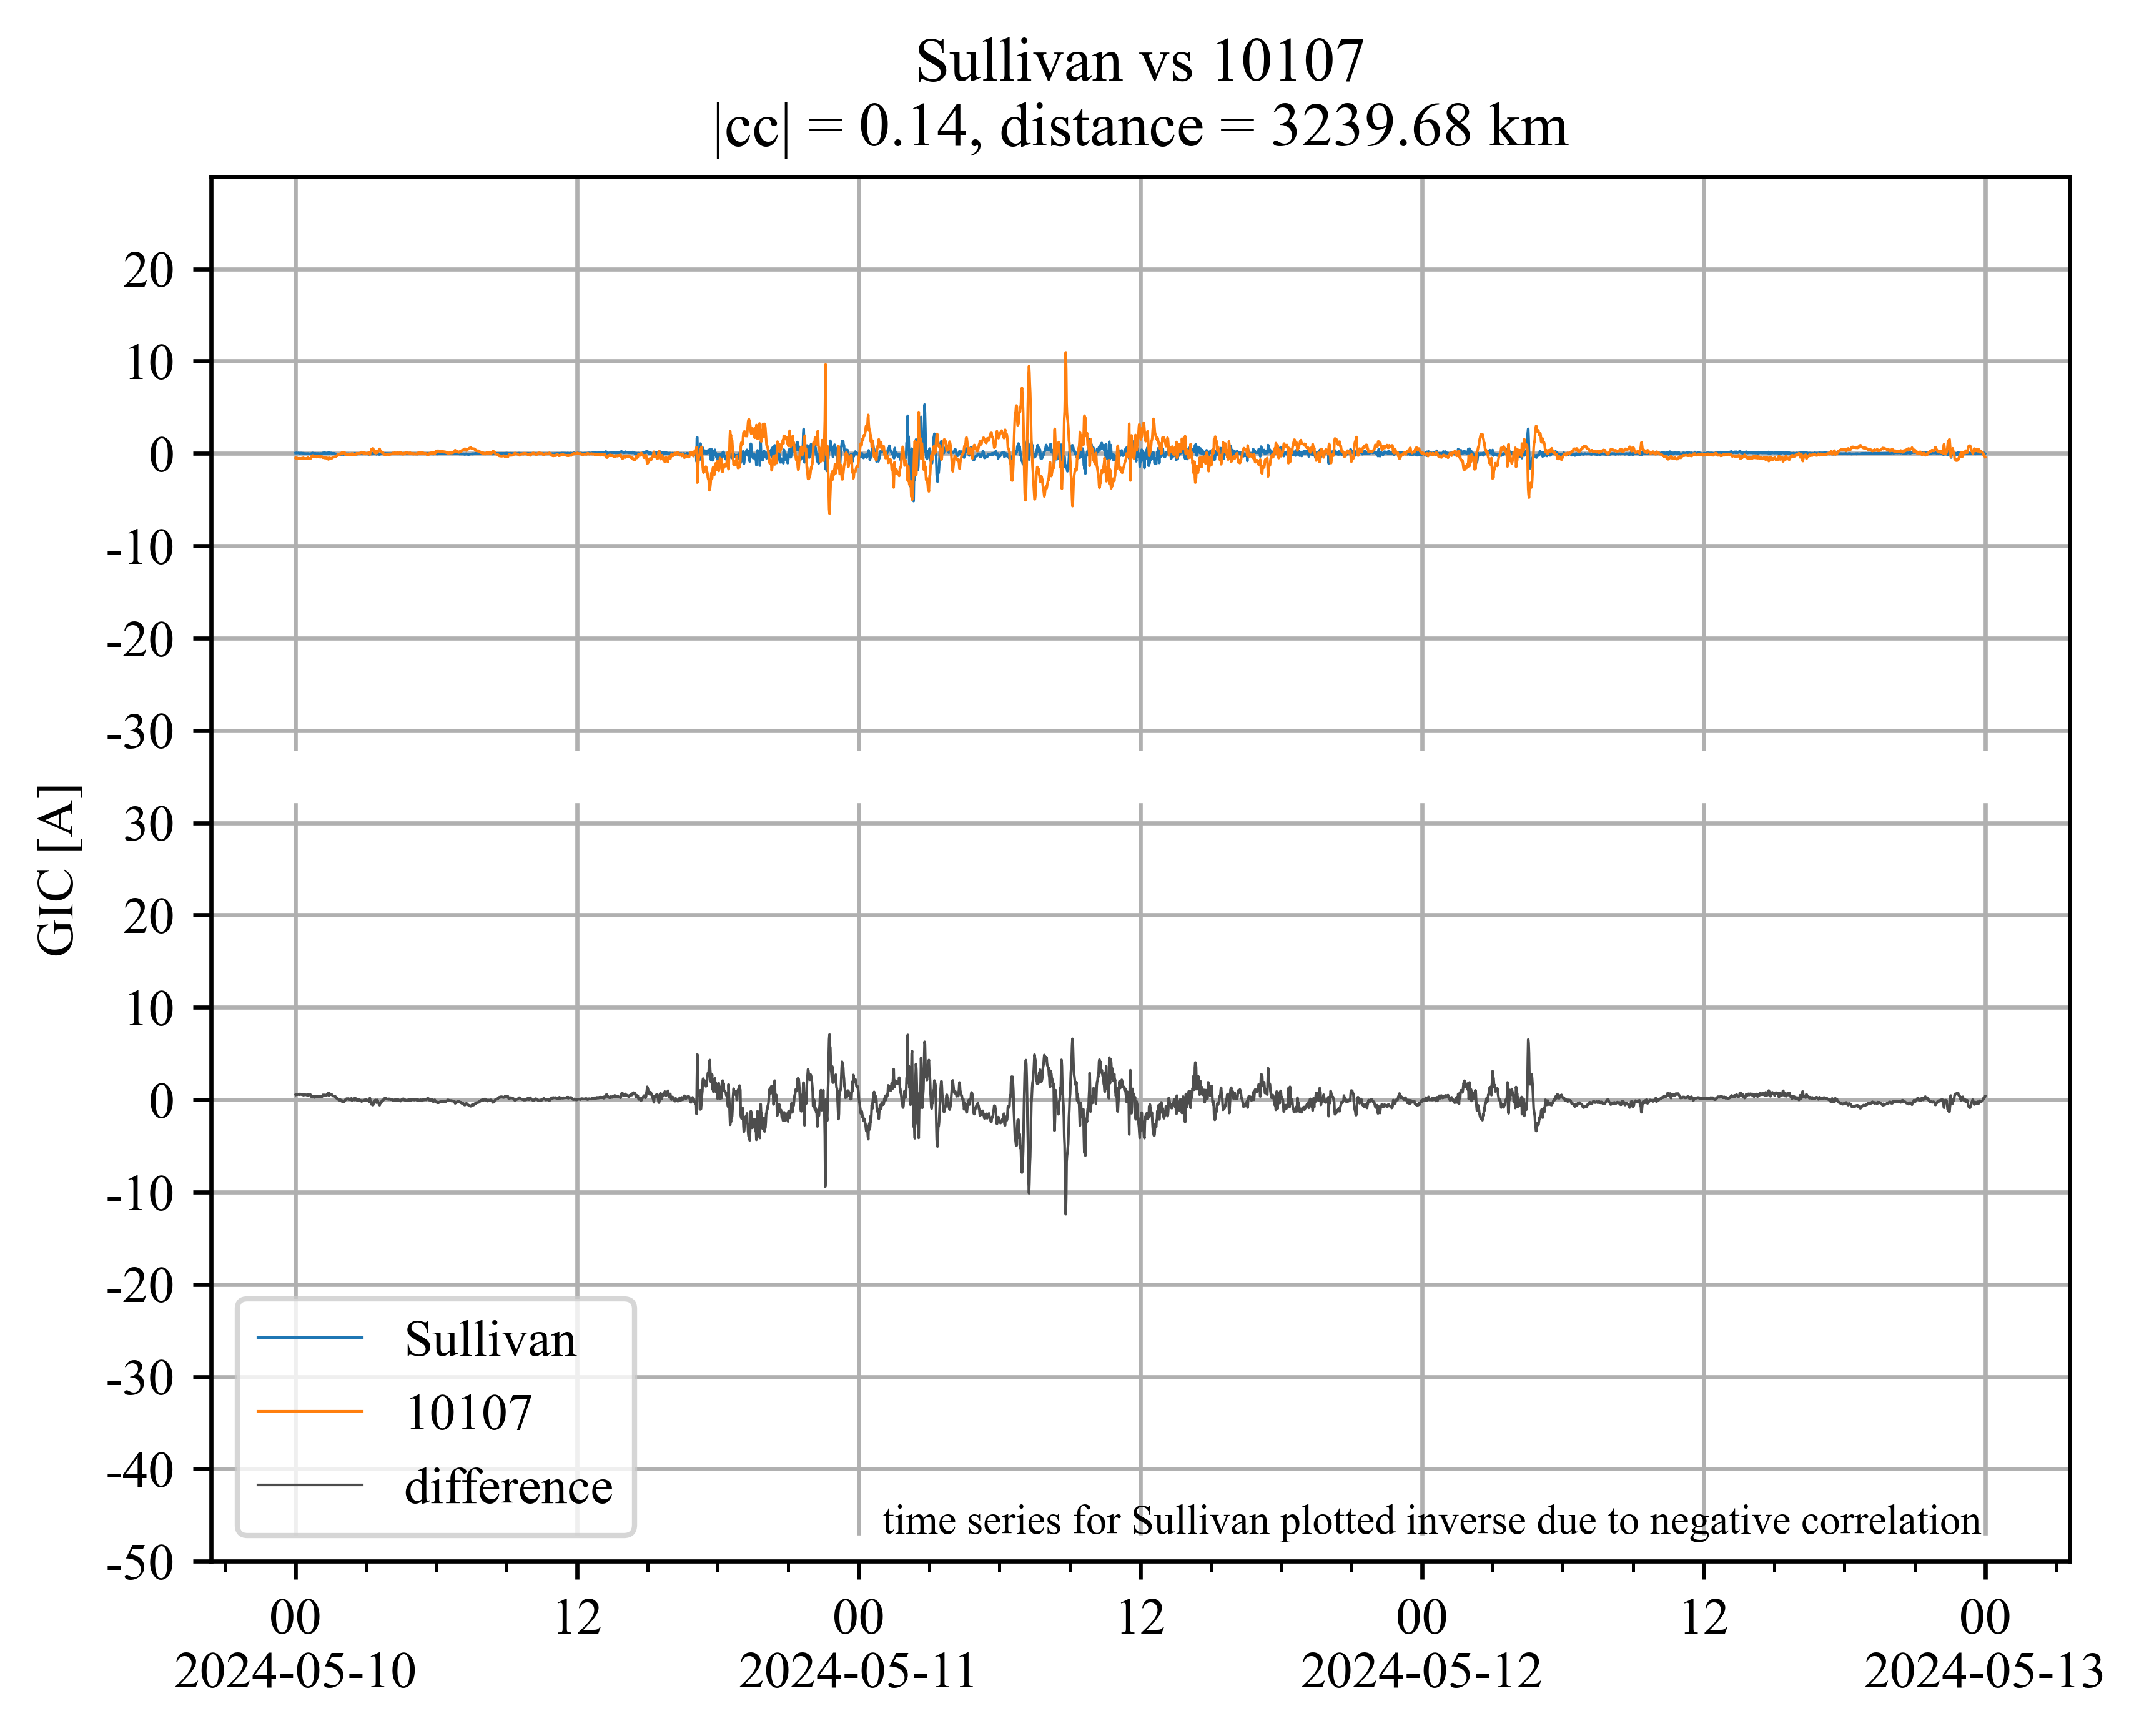 Sullivan vs 10107
|cc| = 0.14, distance = 3239.68 km
20
10
0
-10
-20
-30
GIC [A]
30
20
10
0
-10
-20
-30
-40
-50
Sullivan
10107
difference
time series for Sullivan plotted inverse due to negative correlation
00 12 00 12 00 12 00
2024-05-10 2024-05-11 2024-05-12 2024-05-13